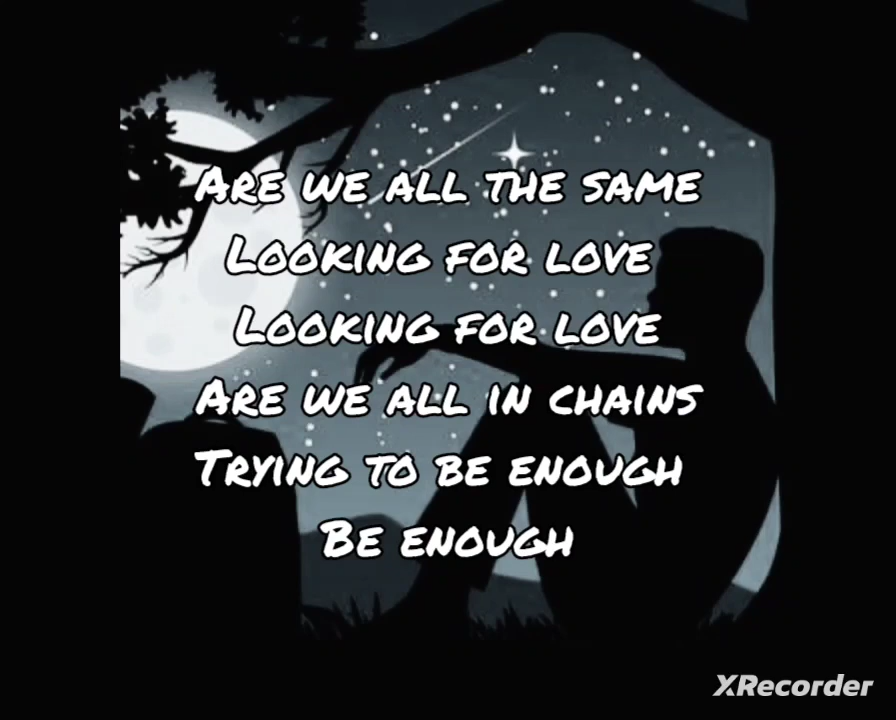 Are we all the same
Looking for love
Looking for love
Are we all in chains
Trying to be enough
Be enough
XRecorder